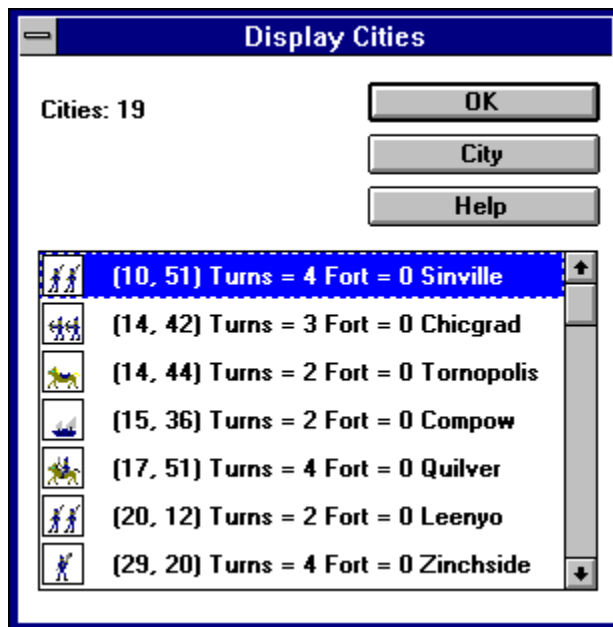 Display Cities
Cities: 19
OK
City
Help
(10, 51) Turns = 4 Fort = 0 Sinville
(14, 42) Turns = 3 Fort = 0 Chicgrad
(14, 44) Turns = 2 Fort = 0 Tornopolis
(15, 36) Turns = 2 Fort = 0 Compow
(17, 51) Turns = 4 Fort = 0 Quilver
(20, 12) Turns = 2 Fort = 0 Leenyo
(29, 20) Turns = 4 Fort = 0 Zinchside